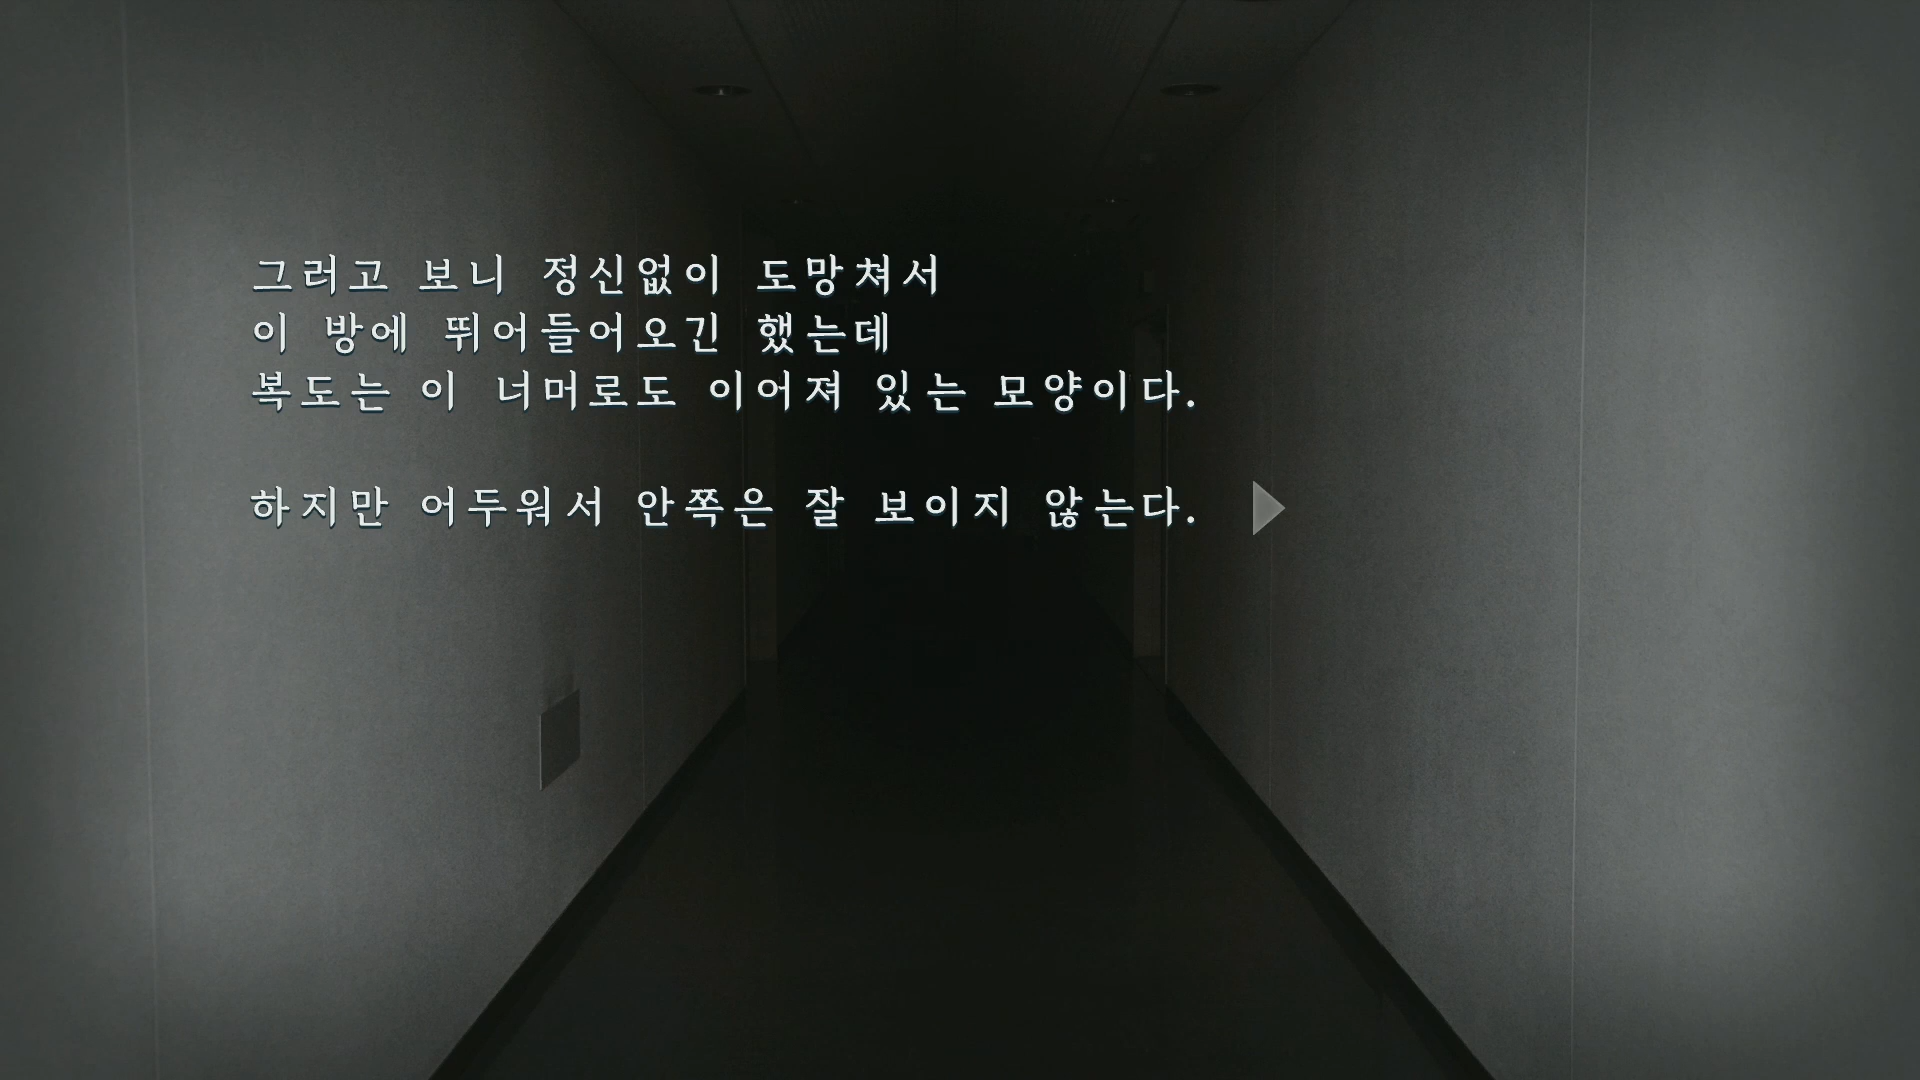 그러고 보니 정신없이 도망쳐서
이 방에 뛰어들어오긴 했는데
복도는 이 너머로도 이어져 있는 모양이다.
하지만 어두워서 안쪽은 잘 보이지 않는다.